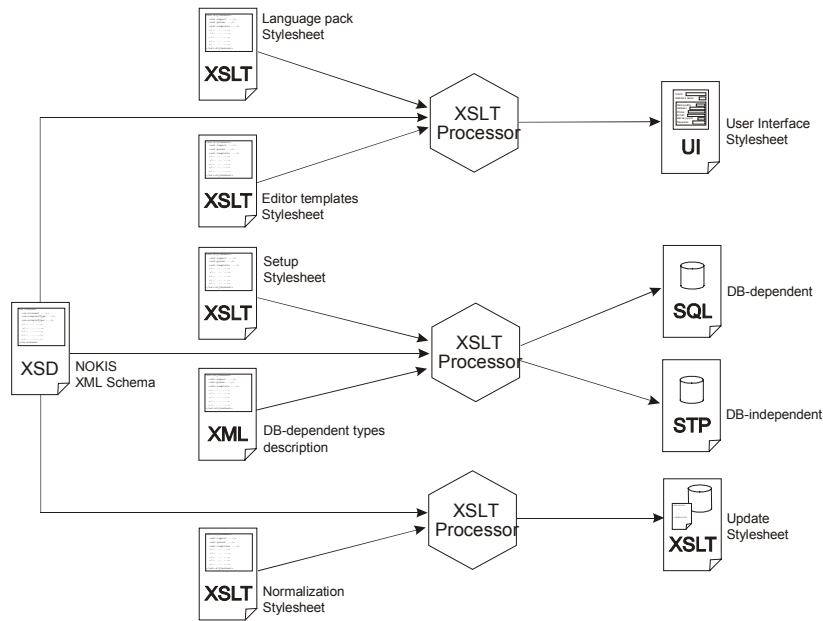 Language pack
Stylesheet
XSLT
XSLT
Processor
UI
User Interface
Stylesheet
XSLT
Editor templates
Stylesheet
Setup
Stylesheet
XSLT
XSD
NOKIS
XML Schema
XSLT
Processor
SQL
DB-dependent
STP
DB-independent
XML
DB-dependent types
description
XSLT
Processor
XSLT
Update
Stylesheet
XSLT
Normalization
Stylesheet